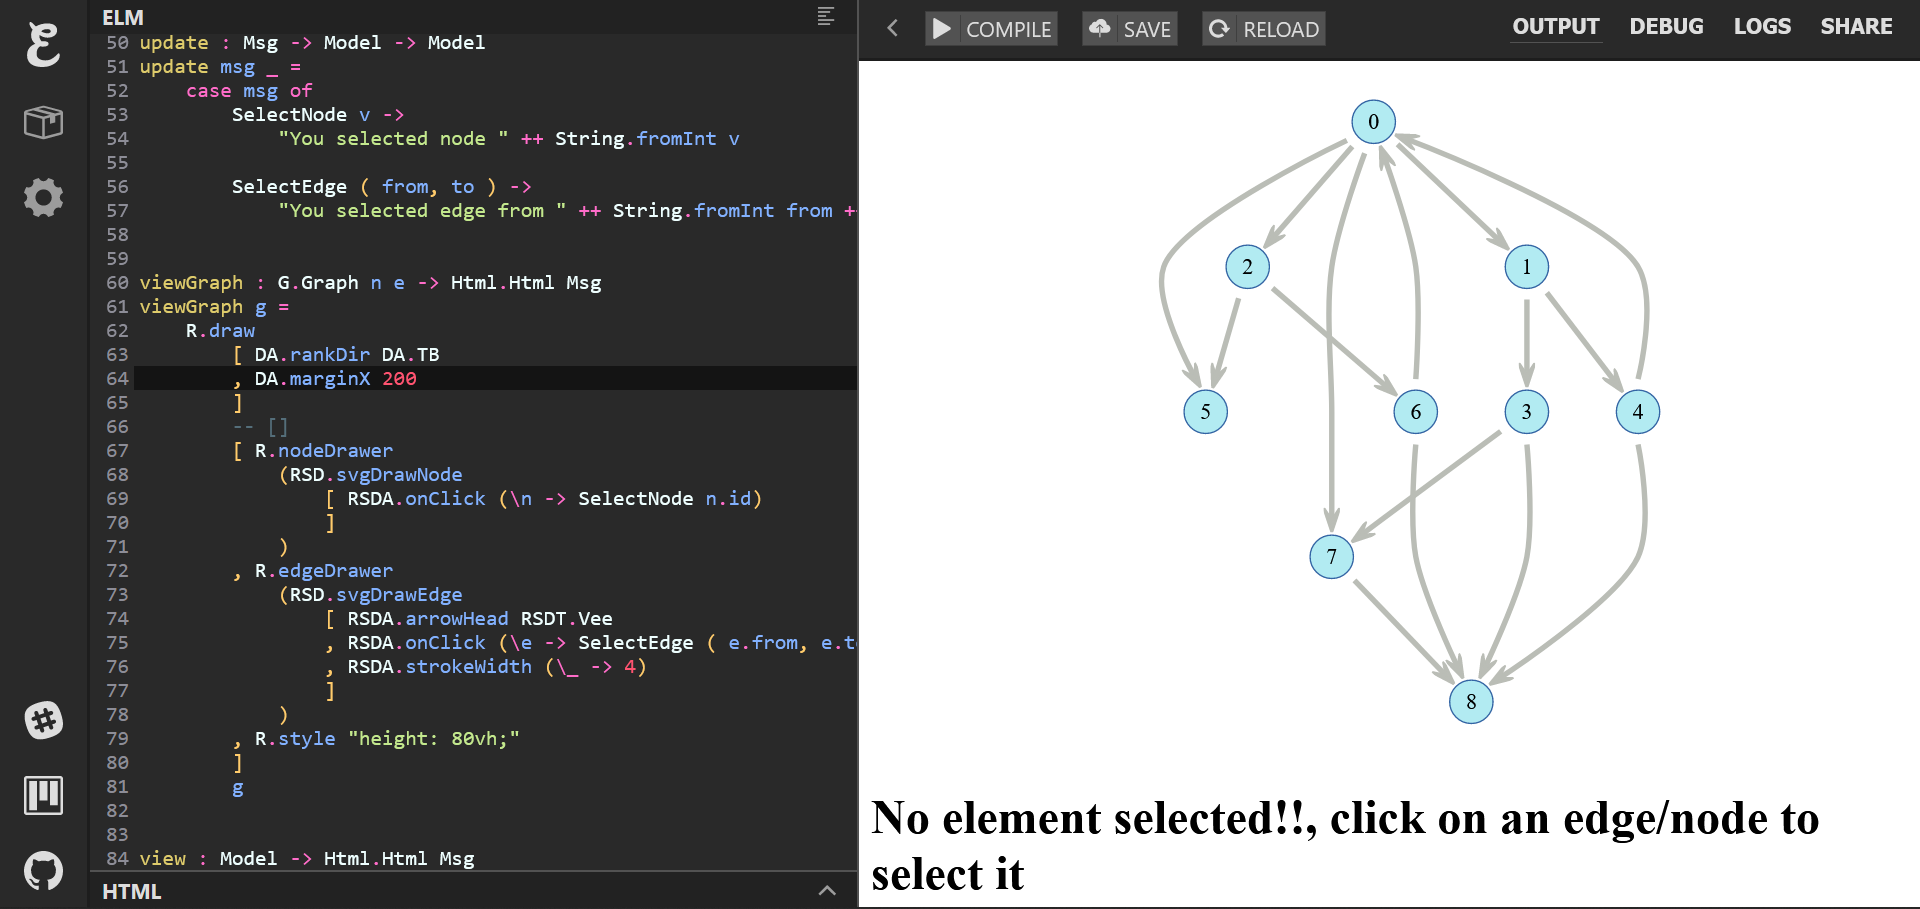 ELM
50 update : Msg -> Model -> Model
51 update msg _ =
52     case msg of
53         SelectNode v ->
54             "You selected node " ++ String.fromInt v
55
56         SelectEdge ( from, to ) ->
57             "You selected edge from " ++ String.fromInt from +
58
59
60 viewGraph : G.Graph n e -> Html.Html Msg
61 viewGraph g =
62     R.draw
63         [ DA.rankDir DA.TB
64         , DA.marginX 200
65         ]
66         -- []
67         [ R.nodeDrawer
68             (RSD.svgDrawNode
69                 [ RSDA.onClick (\n -> SelectNode n.id)
70                 ]
71             )
72         , R.edgeDrawer
73             (RSD.svgDrawEdge
74                 [ RSDA.arrowHead RSDT.Vee
75                 , RSDA.onClick (\e -> SelectEdge ( e.from, e.t
76                 , RSDA.strokeWidth (\_ -> 4)
77                 ]
78             )
79         , R.style "height: 80vh;"
80         ]
81         g
82
83
84 view : Model -> Html.Html Msg
HTML
COMPILE SAVE RELOAD OUTPUT DEBUG LOGS SHARE
0
2 1
5 6 3 4
7
8
No element selected!!, click on an edge/node to
select it